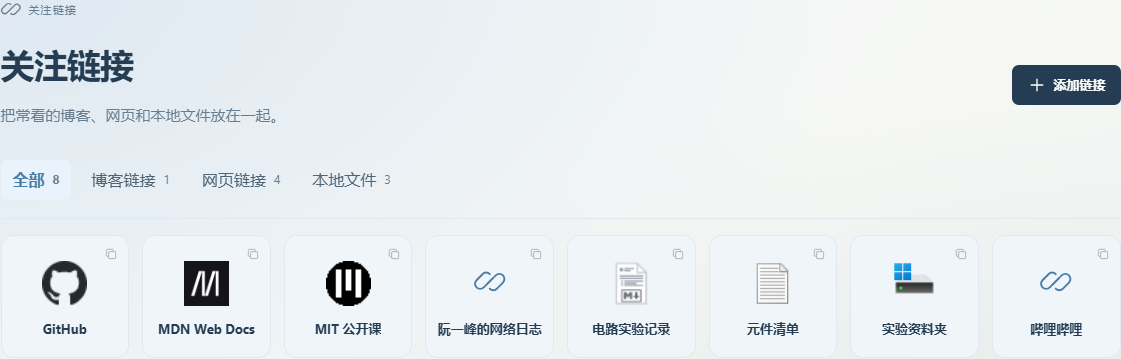 关注链接
关注链接
添加链接
把常看的博客、网页和本地文件放在一起。
全部 8 博客链接 1 网页链接 4 本地文件 3
GitHub MDN Web Docs MIT 公开课 阮一峰的网络日志 电路实验记录 元件清单 实验资料夹 哔哩哔哩